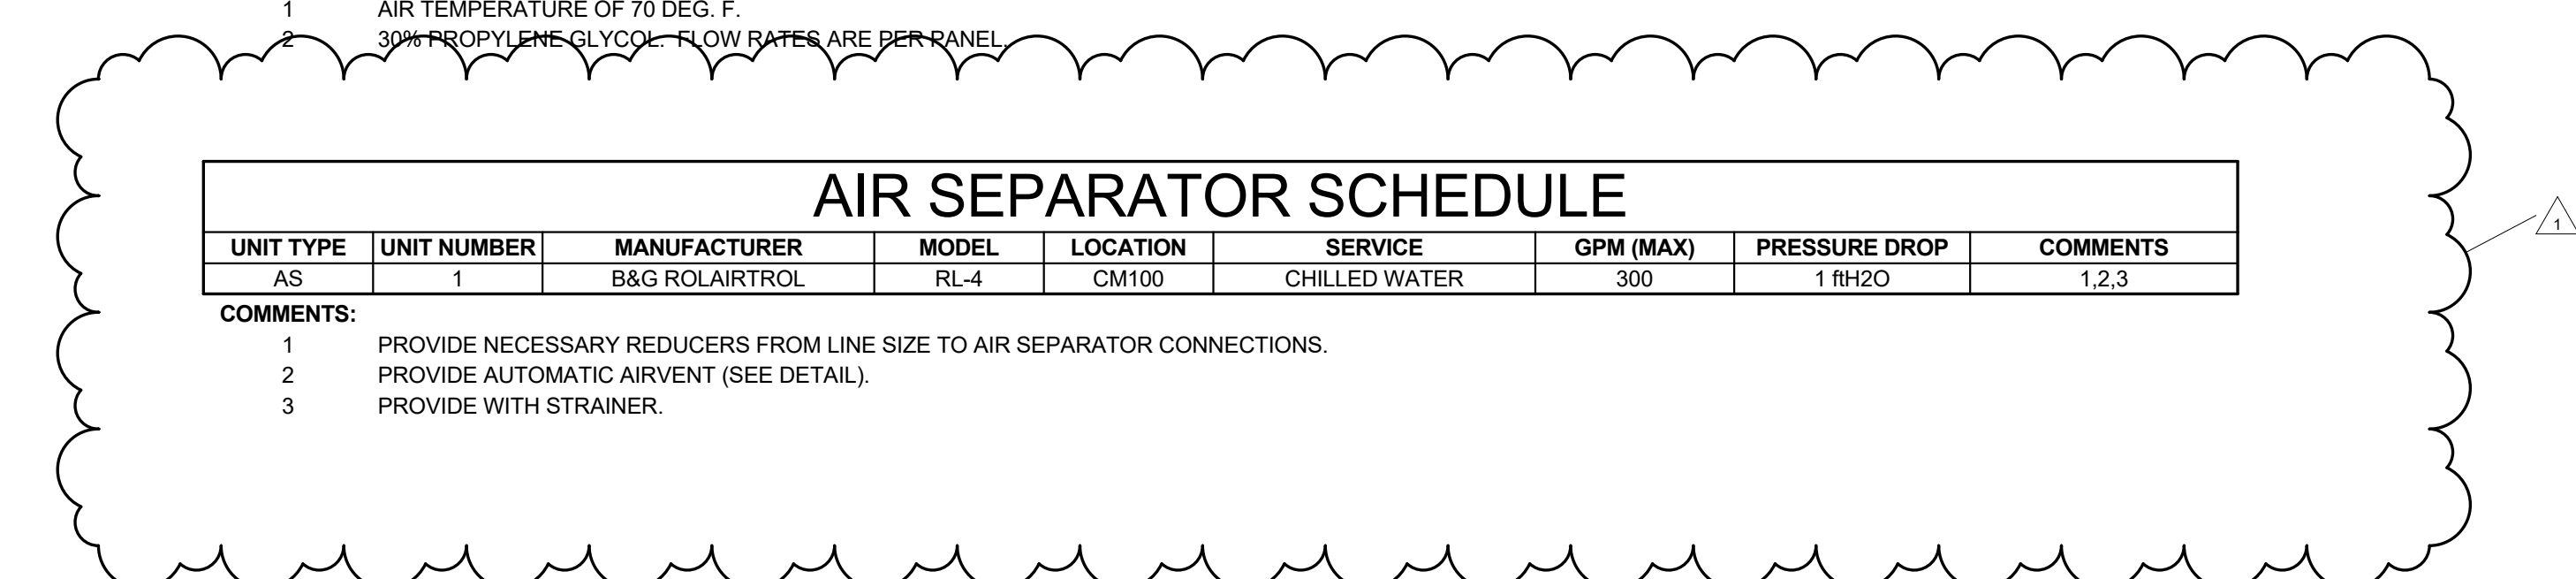 1 AIR TEMPERATURE OF 70 DEG. F.
2 30% PROPYLENE GLYCOL. FLOW RATES ARE PER PANEL.
AIR SEPARATOR SCHEDULE
UNIT TYPE UNIT NUMBER MANUFACTURER MODEL LOCATION SERVICE GPM (MAX) PRESSURE DROP COMMENTS
AS 1 B&G ROLAIRTROL RL-4 CM100 CHILLED WATER 300 1 ftH2O 1,2,3
COMMENTS:
1 PROVIDE NECESSARY REDUCERS FROM LINE SIZE TO AIR SEPARATOR CONNECTIONS.
2 PROVIDE AUTOMATIC AIRVENT (SEE DETAIL).
3 PROVIDE WITH STRAINER.
1